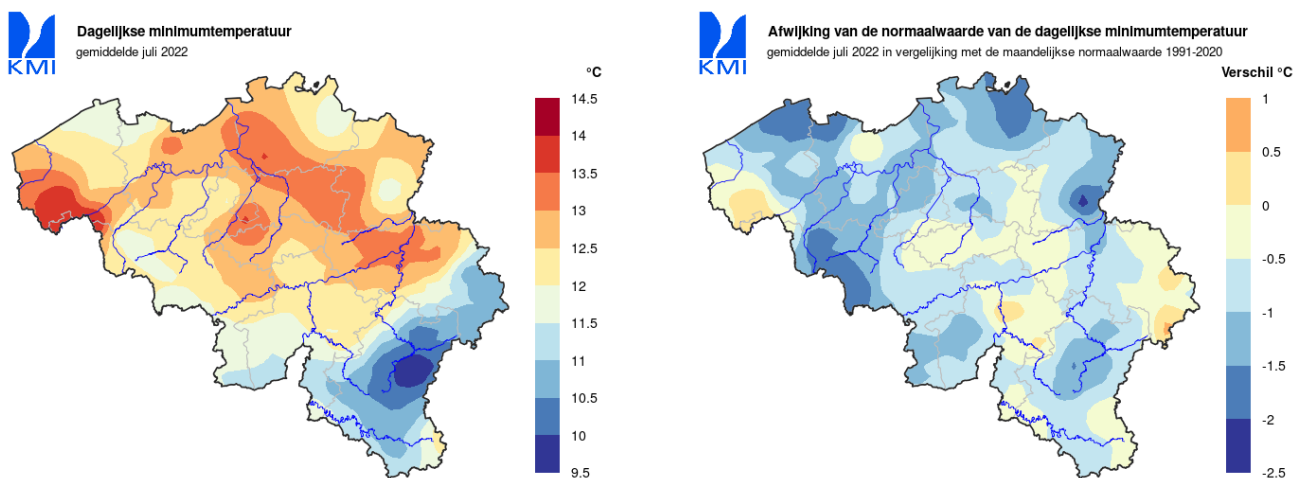 KMI
Dagelijkse minimumtemperatuur
gemiddelde juli 2022
°C
14.5
14
13.5
13
12.5
12
11.5
11
10.5
10
9.5
KMI
Afwijking van de normaalwaarde van de dagelijkse minimumtemperatuur
gemiddelde juli 2022 in vergelijking met de maandelijkse normaalwaarde 1991-2020
Verschil °C
1
0.5
0
-0.5
-1
-1.5
-2
-2.5